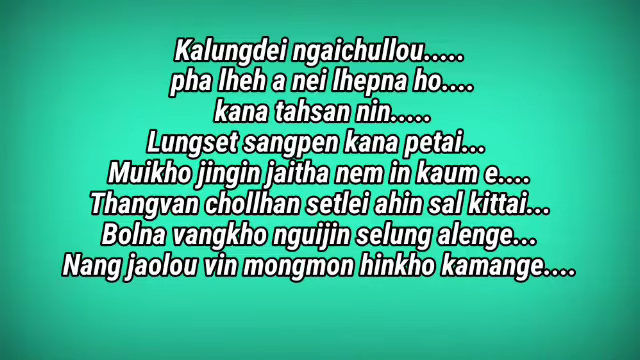 Kalungdei ngaichullou.....
pha lheh a nei lhepna ho....
kana tahsan nin.....
Lungset sangpen kana petai...
Muikho jingin jaitha nem in kaum e....
Thangvan chollhan setlei ahin sal kittai...
Bolna vangkho nguijin selung alenge...
Nang jaolou vin mongmon hinkho kamange....